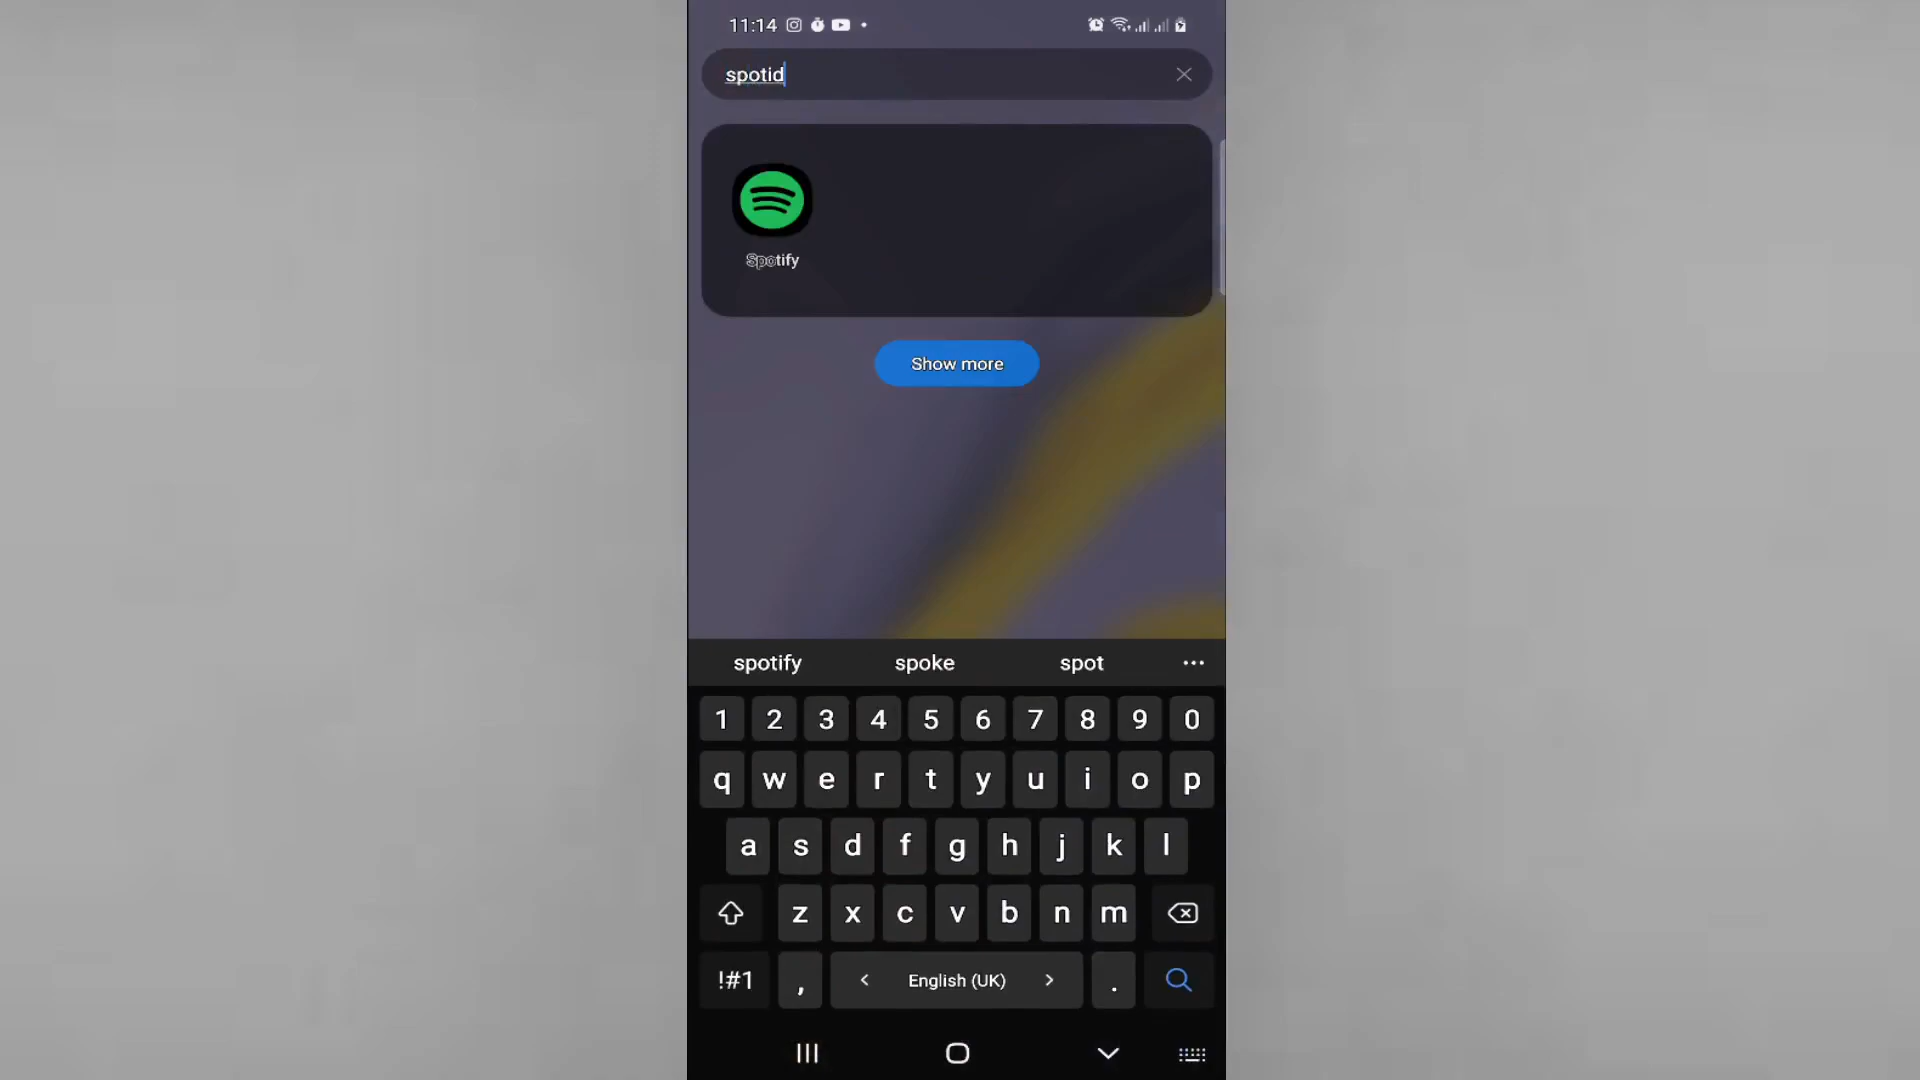 11:14
spotid
Spotify
Show more
spotify spoke spot
1 2 3 4 5 6 7 8 9 0
q w e r t y u i o p
a s d f g h j k l
z x c v b n m
!#1 , < English (UK) > .